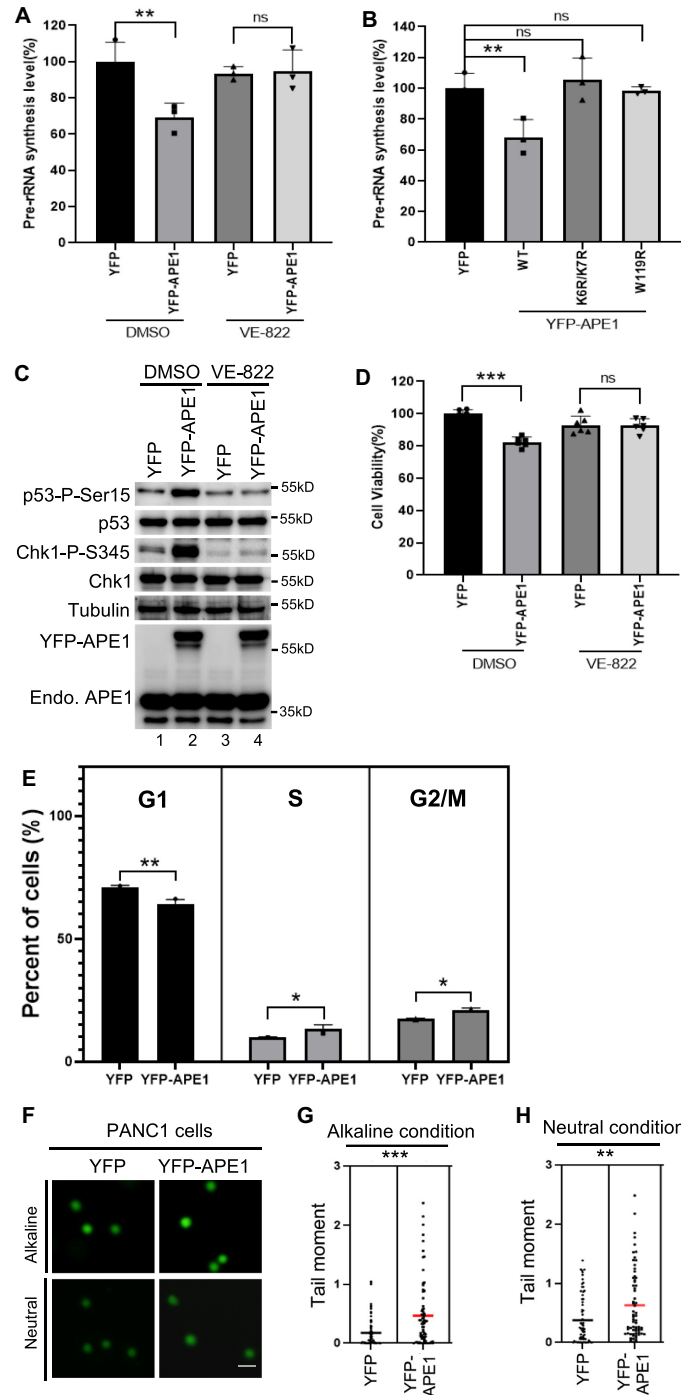 A
Pre-rRNA synthesis level(%)
120
100
80
60
40
20
0
**
ns
YFP
YFP-APE1
YFP
YFP-APE1
DMSO
VE-822
B
Pre-rRNA synthesis level(%)
140
120
100
80
60
40
20
0
ns
ns
**
YFP
WT
K6R/K7R
W119R
YFP-APE1
C
DMSO VE-822
YFP
YFP-APE1
YFP
YFP-APE1
p53-P-Ser15 55kD
p53 55kD
Chk1-P-S345 55kD
Chk1
Tubulin 55kD
YFP-APE1 55kD
Endo. APE1 35kD
1 2 3 4
D
Cell Viability(%)
120
100
80
60
40
20
0
***
ns
YFP
YFP-APE1
YFP
YFP-APE1
DMSO
VE-822
E
Percent of cells (%)
100
50
0
G1 S G2/M
**
*
*
YFP YFP-APE1 YFP YFP-APE1 YFP YFP-APE1
F
PANC1 cells
YFP YFP-APE1
Alkaline
Neutral
G
Alkaline condition
***
Tail moment
3
2
1
0
YFP
YFP-
APE1
H
Neutral condition
**
Tail moment
3
2
1
0
YFP
YFP-
APE1